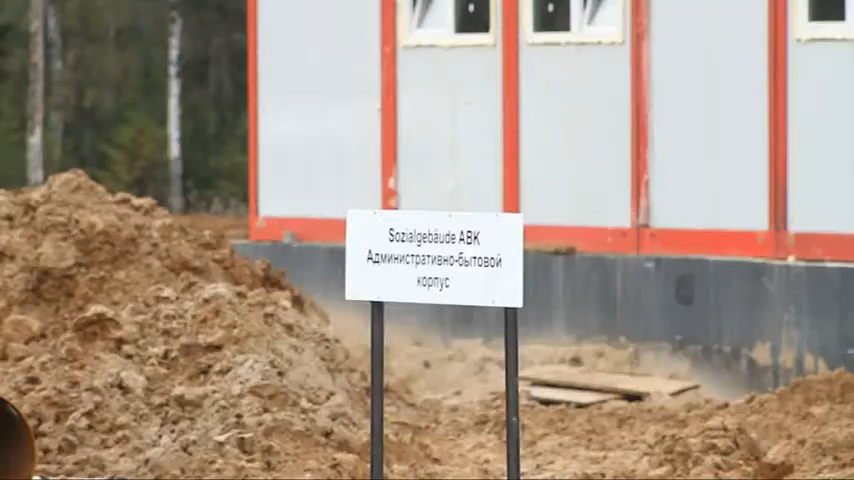 Sozialgebäude ABK
Административно-бытовой
корпус